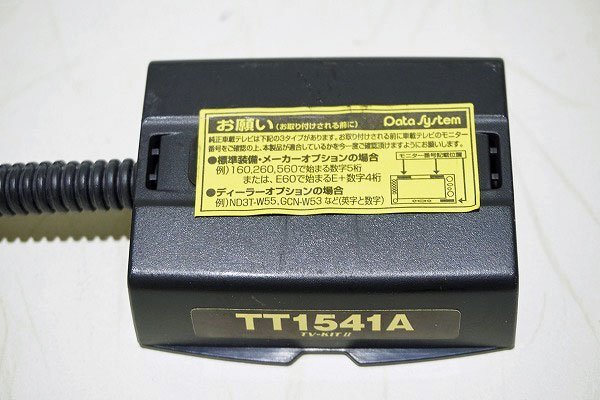 お願い(お取り付けされる前に) Data System
純正車載テレビは下記の3タイプがあります。お取り付けされる前に車載テレビのモニター
番号をご確認の上、本製品が適合しているかを今一度ご確認頂けますようにお願いします。
●標準装備・メーカーオプションの場合
例)160,260,560で始まる数字5桁
または、E60で始まるE+数字4桁
●ディーラーオプションの場合
例)ND3T-W55、GCN-W53など(英字と数字)
モニター番号記載位置
TT1541A
TV-KIT II